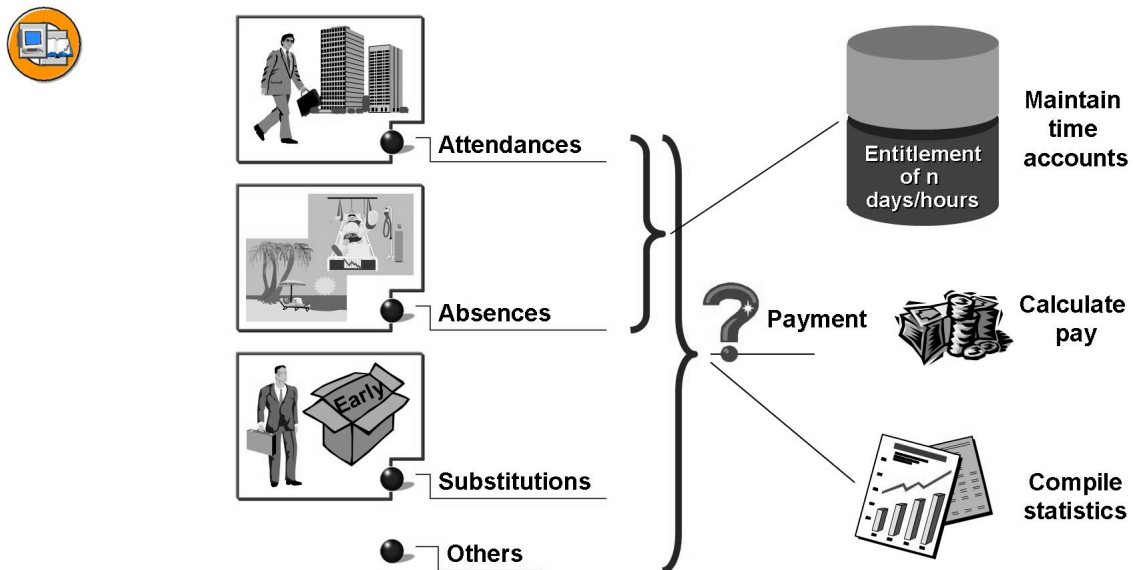 Attendances
Absences
Early
Substitutions
Others
Payment
Entitlement
of n
days/hours
Maintain
time
accounts
Calculate
pay
Compile
statistics